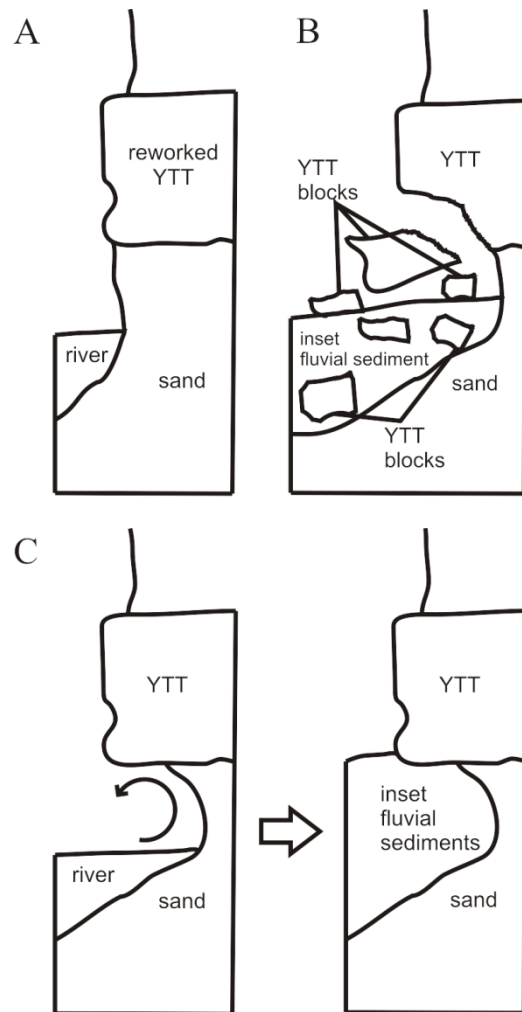 A
reworked
YTT
river
sand
B
YTT
YTT
blocks
inset
fluvial sediment
sand
YTT
blocks
C
YTT
river
sand
YTT
inset
fluvial
sediments
sand